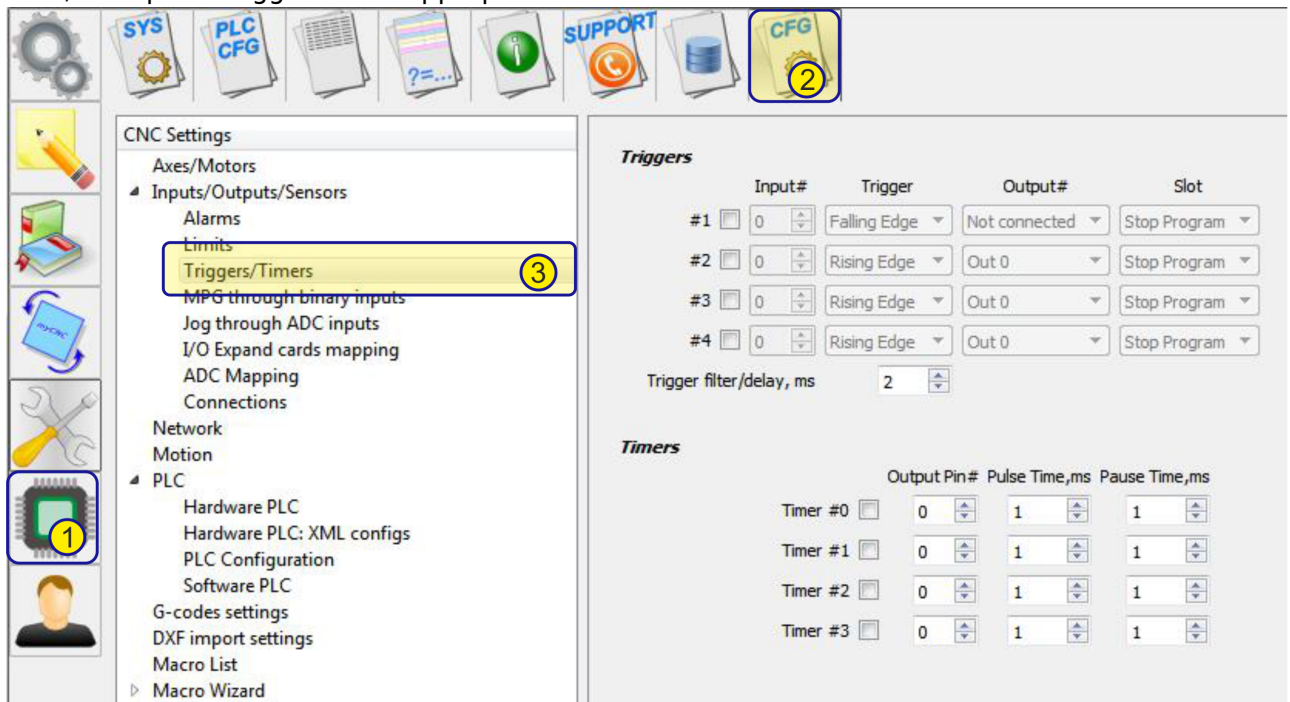 SYS
PLC
CFG
?=...
SUPPORT
CFG
2
CNC Settings
Axes/Motors
Inputs/Outputs/Sensors
Alarms
Limits
Triggers/Timers
3
MPG through binary inputs
Jog through ADC inputs
I/O Expand cards mapping
ADC Mapping
Connections
Network
Motion
PLC
Hardware PLC
Hardware PLC: XML configs
PLC Configuration
Software PLC
G-codes settings
DXF import settings
Macro List
Macro Wizard
myCNC
1
Triggers
Input# Trigger Output# Slot
#1 0 Falling Edge Not connected Stop Program
#2 0 Rising Edge Out 0 Stop Program
#3 0 Rising Edge Out 0 Stop Program
#4 0 Rising Edge Out 0 Stop Program
Trigger filter/delay, ms 2
Timers
Output Pin# Pulse Time,ms Pause Time,ms
Timer #0 0 1 1
Timer #1 0 1 1
Timer #2 0 1 1
Timer #3 0 1 1